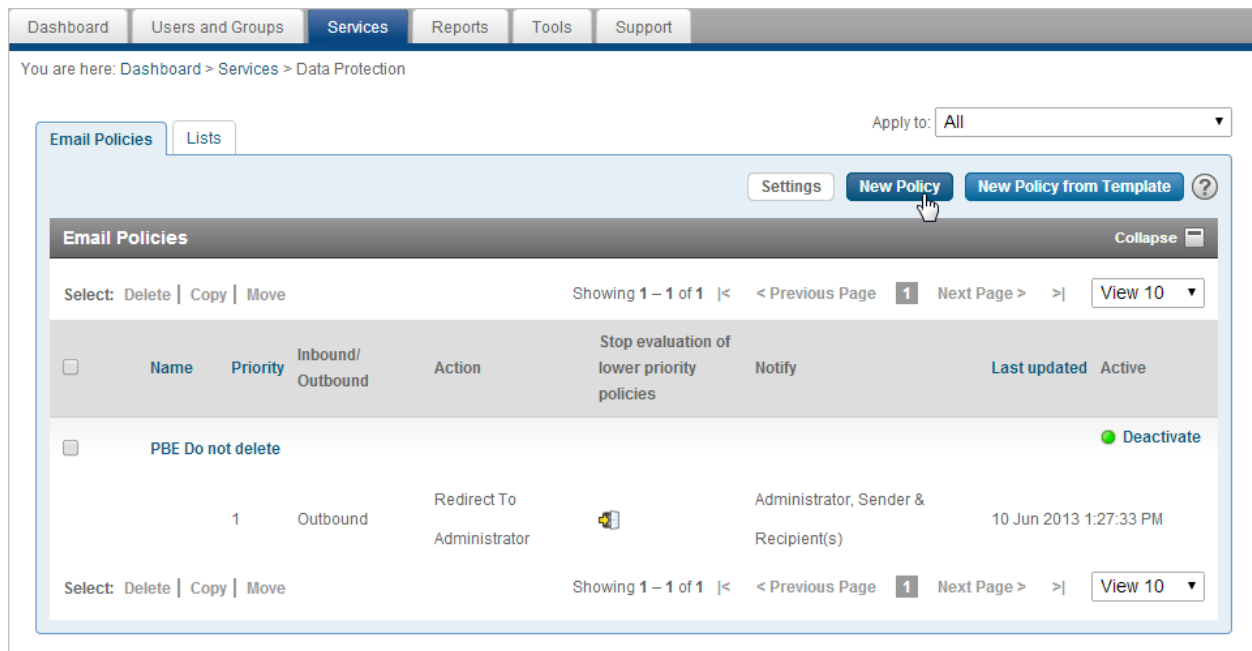 Dashboard Users and Groups Services Reports Tools Support
You are here: Dashboard > Services > Data Protection
Apply to: All
Email Policies Lists
Settings New Policy New Policy from Template ?
Email Policies Collapse
Select: Delete | Copy | Move Showing 1 – 1 of 1 |< < Previous Page 1 Next Page > >| View 10
Name Priority Inbound/ Outbound Action Stop evaluation of lower priority policies Notify Last updated Active
PBE Do not delete Deactivate
1 Outbound Redirect To Administrator Administrator, Sender & Recipient(s) 10 Jun 2013 1:27:33 PM
Select: Delete | Copy | Move Showing 1 – 1 of 1 |< < Previous Page 1 Next Page > >| View 10